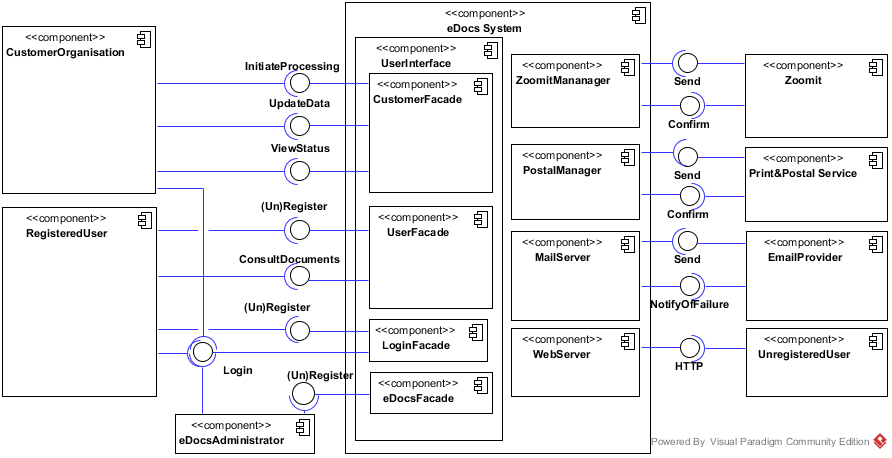 <<component>>
CustomerOrganisation
<<component>>
RegisteredUser
<<component>>
eDocsAdministrator
InitiateProcessing
UpdateData
ViewStatus
(Un)Register
ConsultDocuments
(Un)Register
Login
(Un)Register
<<component>>
eDocs System
<<component>>
UserInterface
<<component>>
CustomerFacade
<<component>>
UserFacade
<<component>>
LoginFacade
<<component>>
eDocsFacade
<<component>>
ZoomitMananager
<<component>>
PostalManager
<<component>>
MailServer
<<component>>
WebServer
Send
Confirm
Send
Confirm
Send
NotifyOfFailure
HTTP
<<component>>
Zoomit
<<component>>
Print&Postal Service
<<component>>
EmailProvider
<<component>>
UnregisteredUser
Powered By Visual Paradigm Community Edition